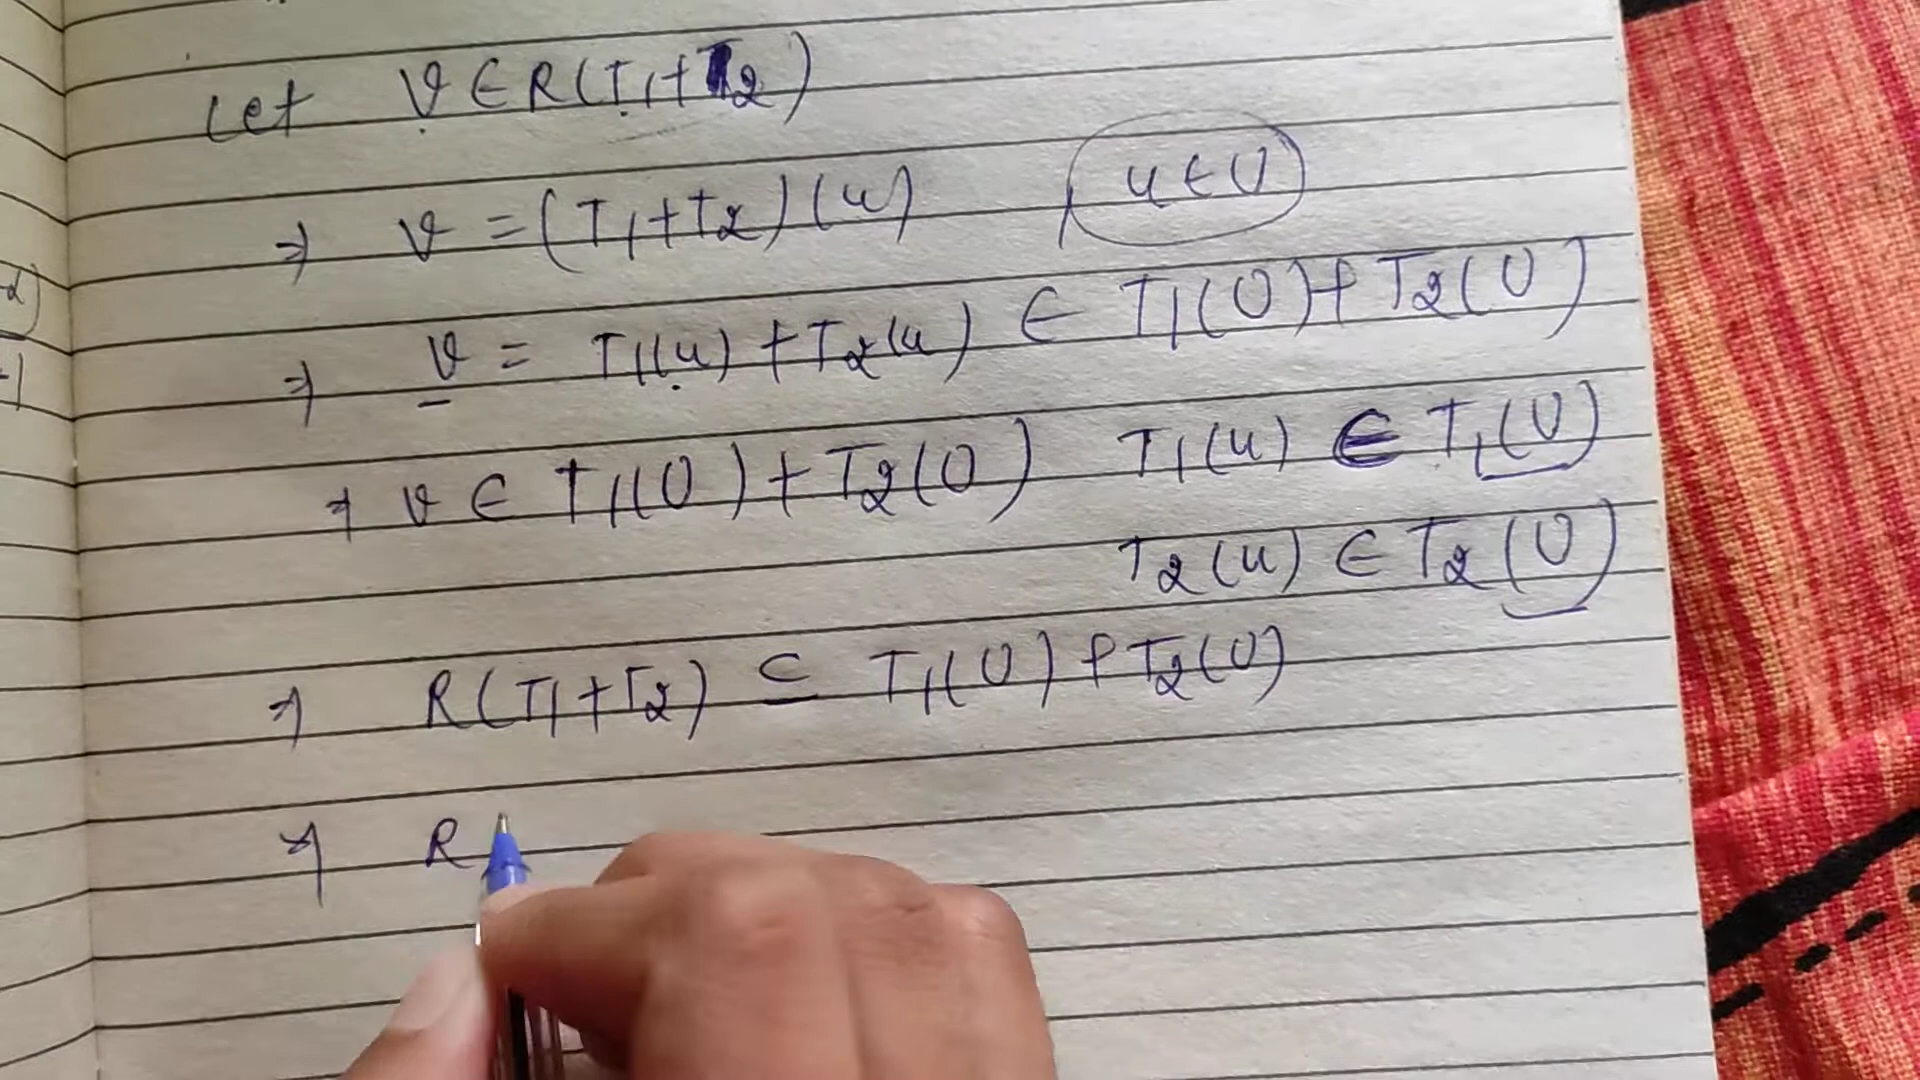 Let v ∈ R(T1+T2)
⇒ v = (T1+T2)(u) u ∈ U
⇒ v = T1(u) + T2(u) ∈ T1(U) + T2(U)
⇒ v ∈ T1(U) + T2(U) T1(u) ∈ T1(U)
T2(u) ∈ T2(U)
⇒ R(T1+T2) ⊆ T1(U) + T2(U)
⇒ R